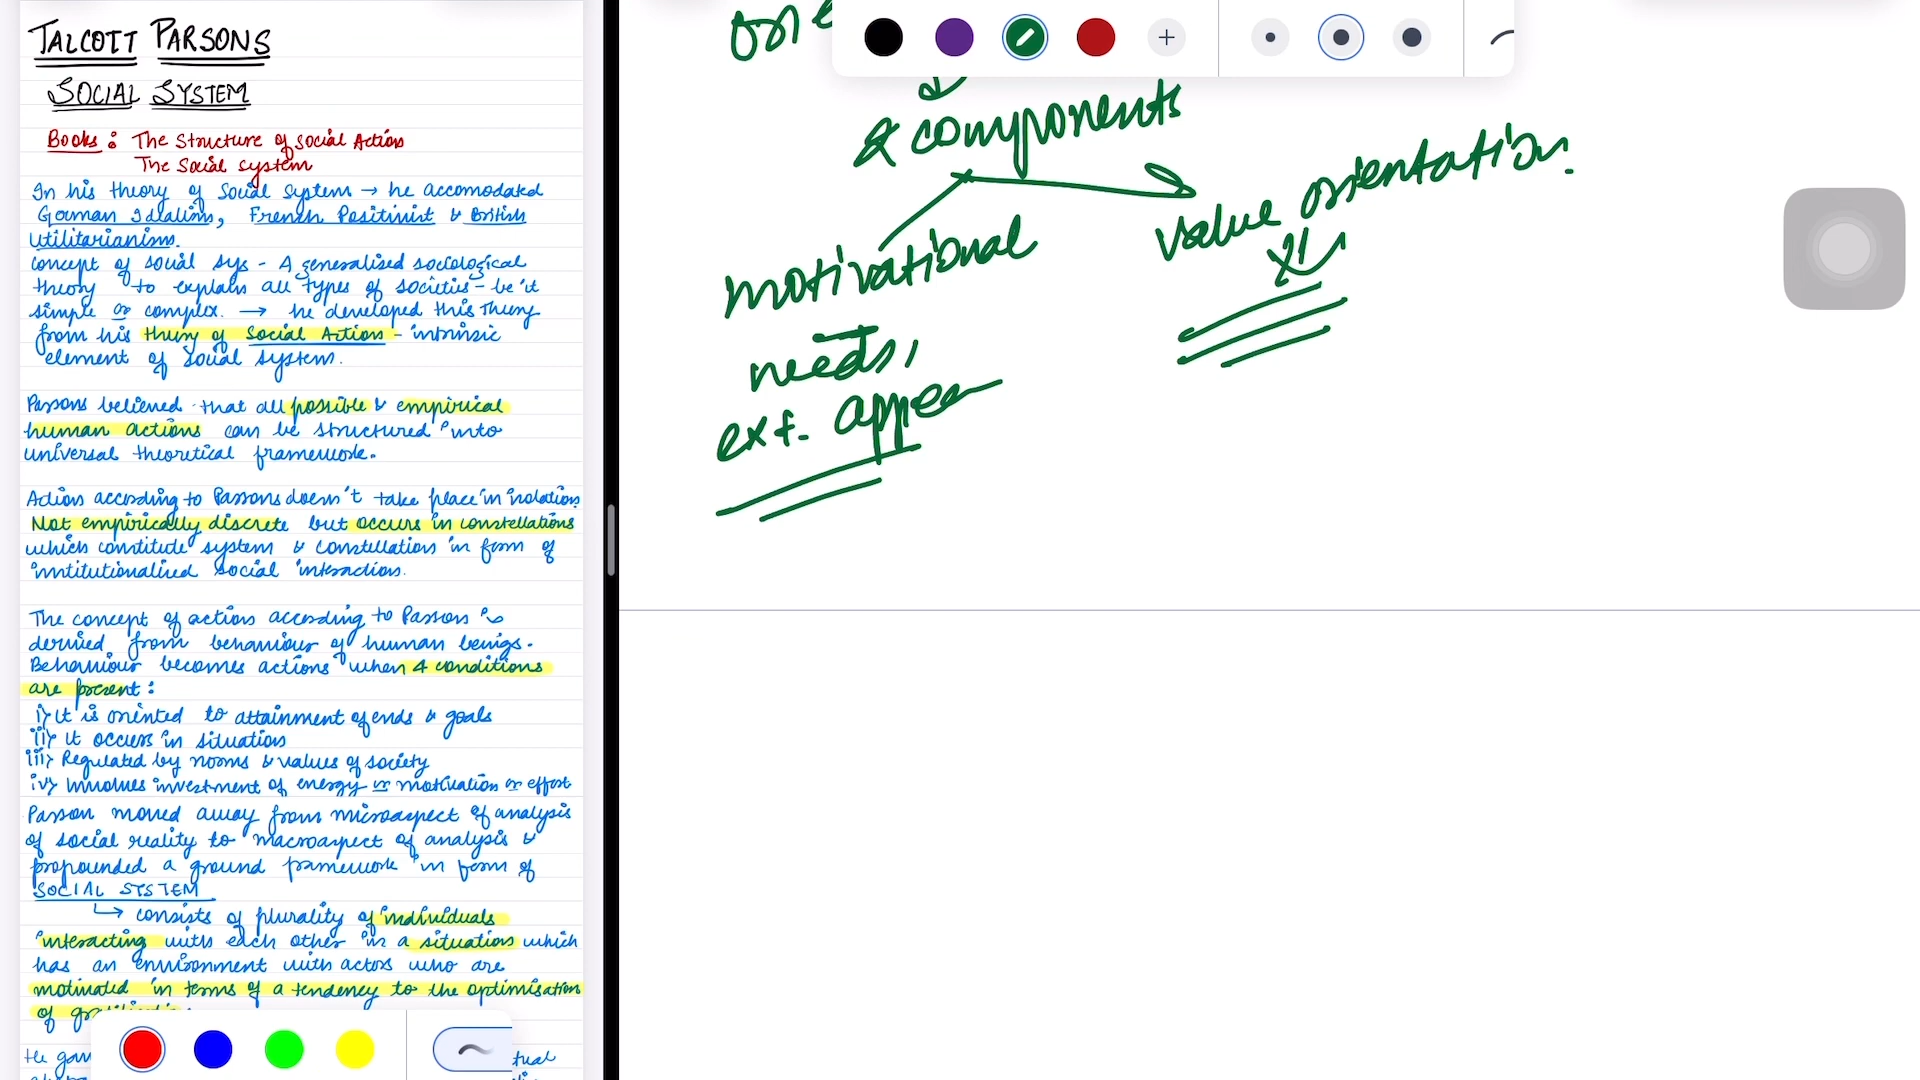 TALCOTT PARSONS
SOCIAL SYSTEM
Books : The Structure of Social Action
The Social System
In his theory of Social System → he accomodated
German Idealism, French Positivist & British
Utilitarianism.
concept of social sys - A generalised sociological
theory to explain all types of societies - be it
simple or complex. → he developed this theory
from his theory of Social Action - intrinsic
element of social system.
Parsons believed that all possible & empirical
human actions can be structured into
universal theoretical framework.
Action according to Parsons doesn't take place in isolation
Not empirically discrete but occurs in constellations
which constitute system & constellation in form of
institutionalised social interaction.
The concept of action according to Parson is
derived from behaviour of human beings.
Behaviour becomes actions when 4 conditions
are present :
i) It is oriented to attainment of ends & goals
ii) It occurs in situation
iii) Regulated by norms & values of society
iv) Involves investment of energy or motivation or effort
Parson moved away from microaspect of analysis
of social reality to macroaspect of analysis &
propounded a ground framework in form of
SOCIAL SYSTEM
↳ consists of plurality of individuals
interacting with each other in a situation which
has an environment with actors who are
motivated in terms of a tendency to the optimisation
of
He gav
tual
2 components
motivational
value orientation
needs,
ext. appea